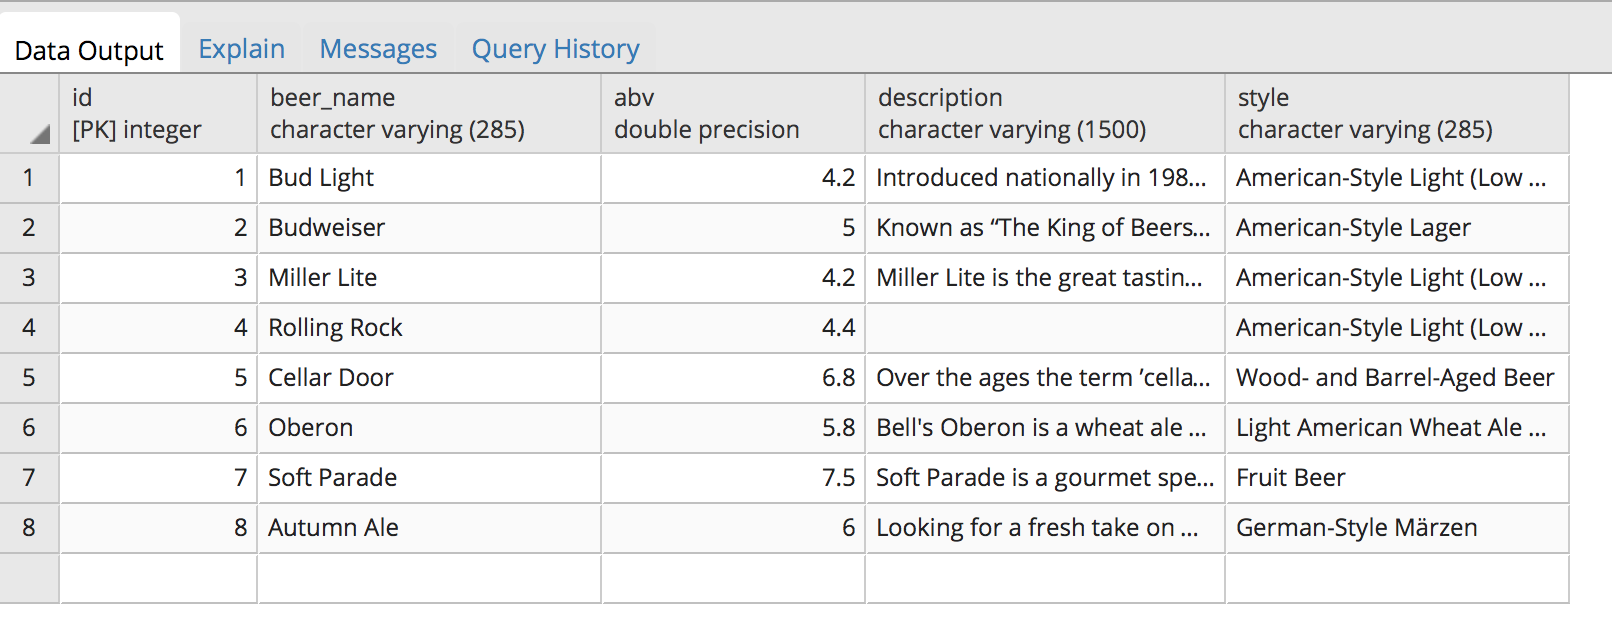 Data Output Explain Messages Query History
id beer_name abv description style
[PK] integer character varying (285) double precision character varying (1500) character varying (285)
1 1 Bud Light 4.2 Introduced nationally in 198... American-Style Light (Low ...
2 2 Budweiser 5 Known as “The King of Beers... American-Style Lager
3 3 Miller Lite 4.2 Miller Lite is the great tastin... American-Style Light (Low ...
4 4 Rolling Rock 4.4 American-Style Light (Low ...
5 5 Cellar Door 6.8 Over the ages the term ’cella... Wood- and Barrel-Aged Beer
6 6 Oberon 5.8 Bell's Oberon is a wheat ale ... Light American Wheat Ale ...
7 7 Soft Parade 7.5 Soft Parade is a gourmet spe... Fruit Beer
8 8 Autumn Ale 6 Looking for a fresh take on ... German-Style Märzen